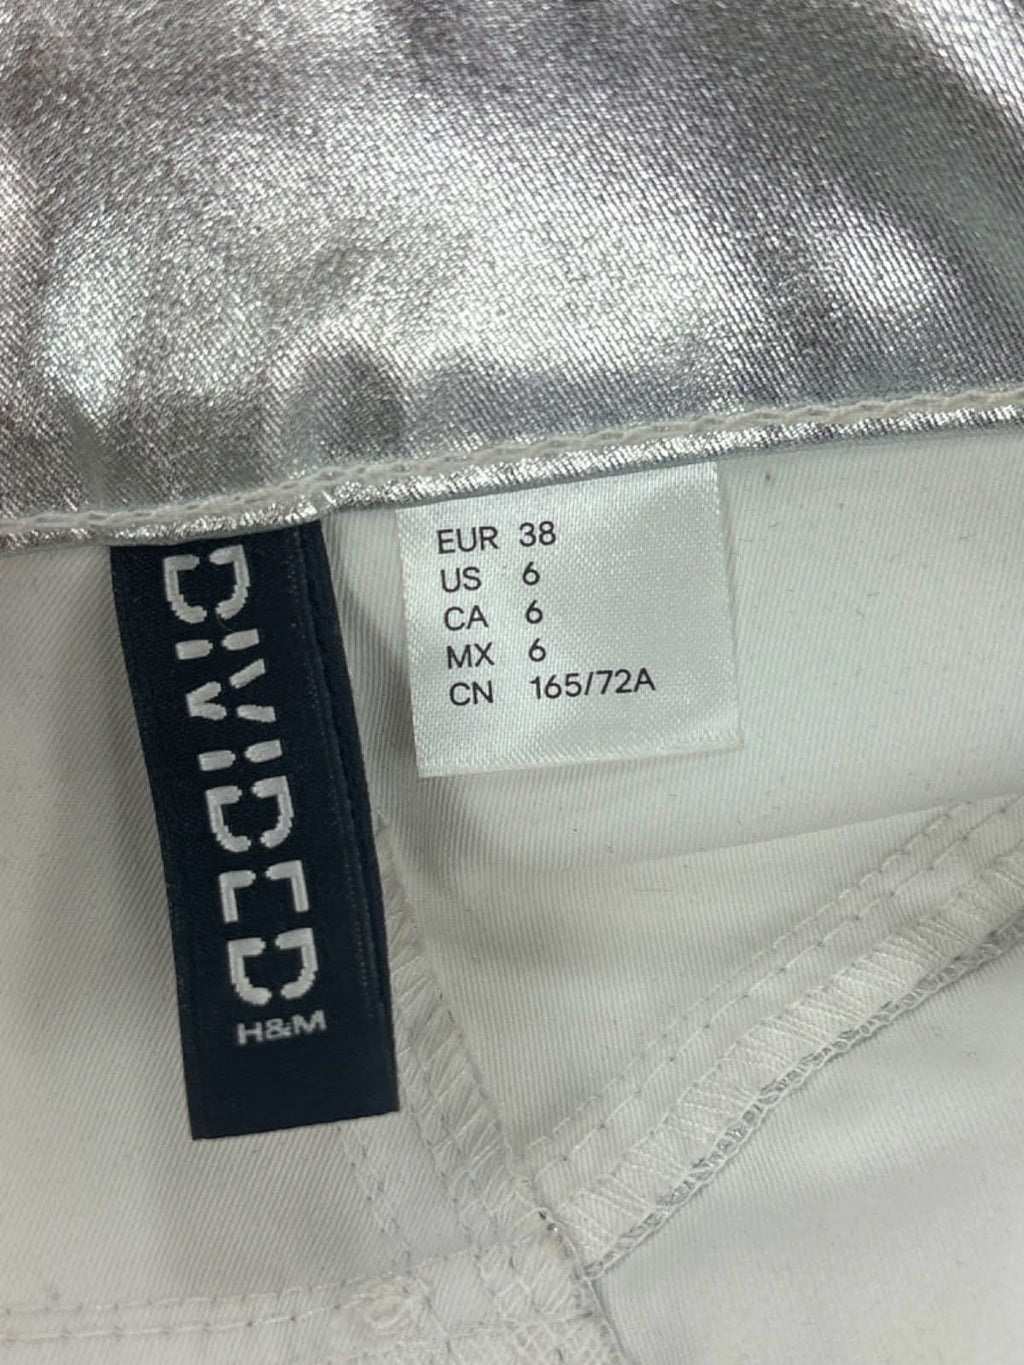 DIVIDED
H&M
EUR 38
US 6
CA 6
MX 6
CN 165/72A